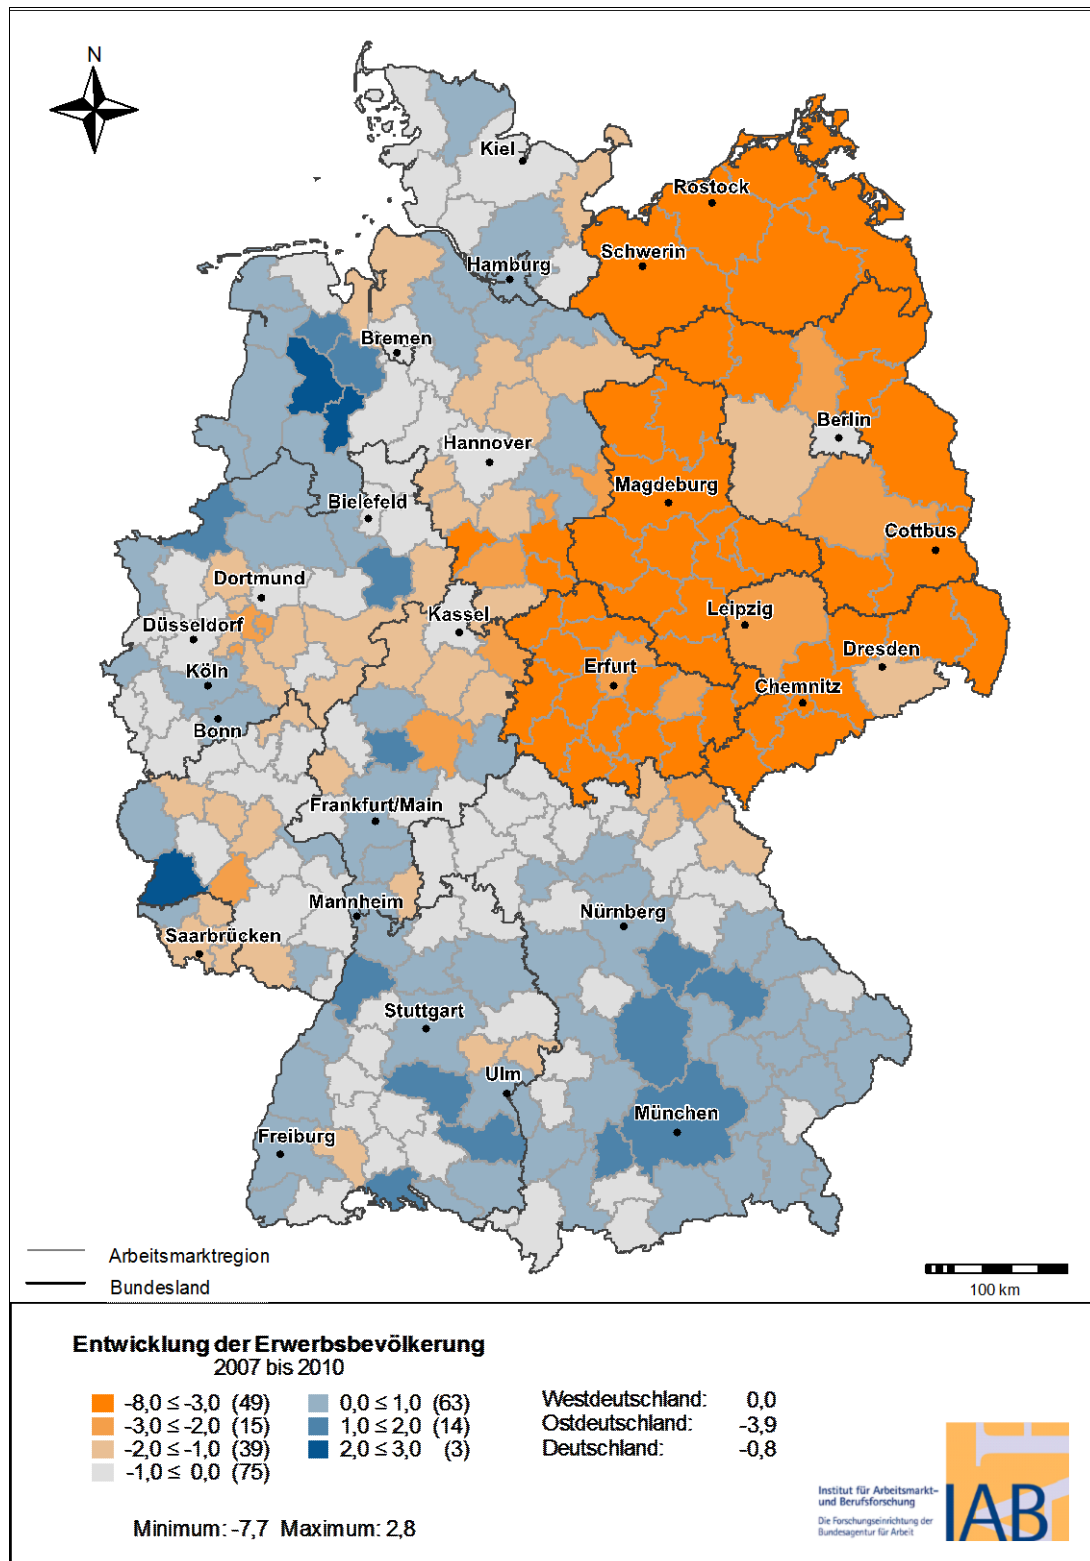 N
Kiel
Rostock
Schwerin
Hamburg
Bremen
Berlin
Hannover
Magdeburg
Bielefeld
Cottbus
Dortmund
Leipzig
Kassel
Düsseldorf
Dresden
Köln
Erfurt
Chemnitz
Bonn
Frankfurt/Main
Mannheim
Nürnberg
Saarbrücken
Stuttgart
Ulm
München
Freiburg
Arbeitsmarktregion
Bundesland
100 km
Entwicklung der Erwerbsbevölkerung
2007 bis 2010
-8,0 ≤ -3,0 (49)
-3,0 ≤ -2,0 (15)
-2,0 ≤ -1,0 (39)
-1,0 ≤ 0,0 (75)
0,0 ≤ 1,0 (63)
1,0 ≤ 2,0 (14)
2,0 ≤ 3,0 (3)
Westdeutschland: 0,0
Ostdeutschland: -3,9
Deutschland: -0,8
Minimum: -7,7 Maximum: 2,8
Institut für Arbeitsmarkt-
und Berufsforschung
Die Forschungseinrichtung der
Bundesagentur für Arbeit
IAB